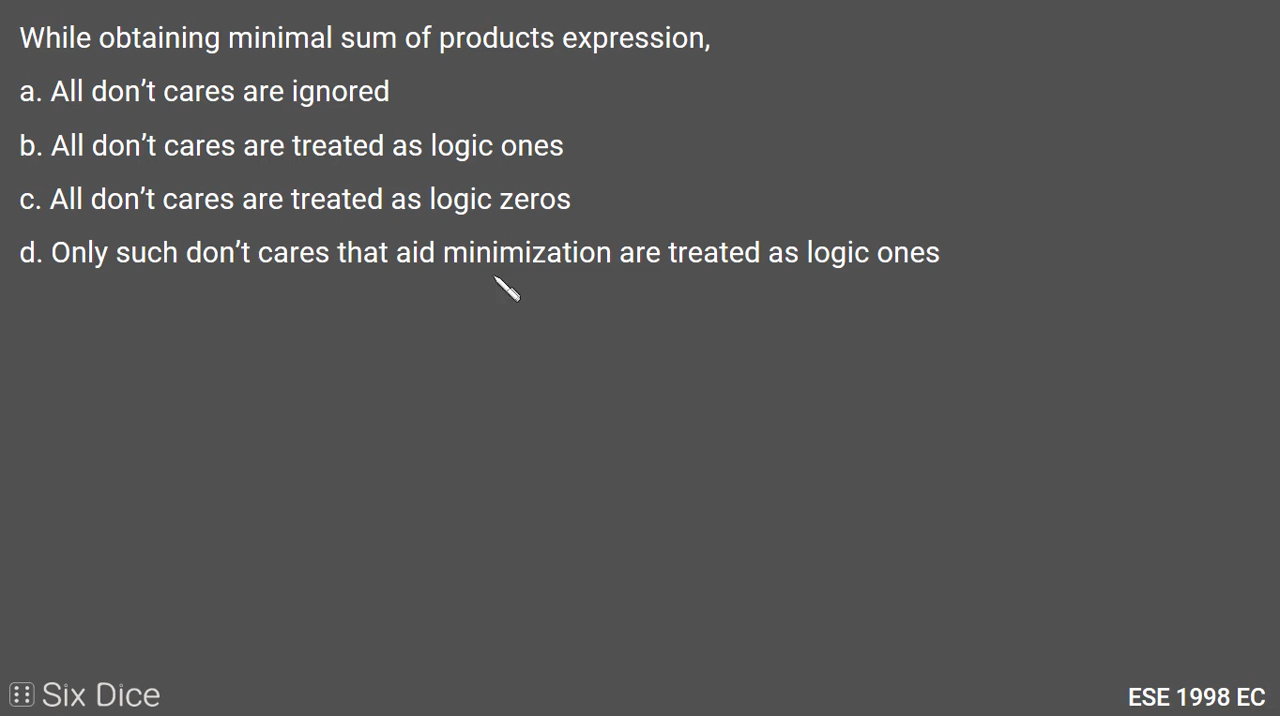 While obtaining minimal sum of products expression,
a. All don’t cares are ignored
b. All don’t cares are treated as logic ones
c. All don’t cares are treated as logic zeros
d. Only such don’t cares that aid minimization are treated as logic ones
Six Dice
ESE 1998 EC